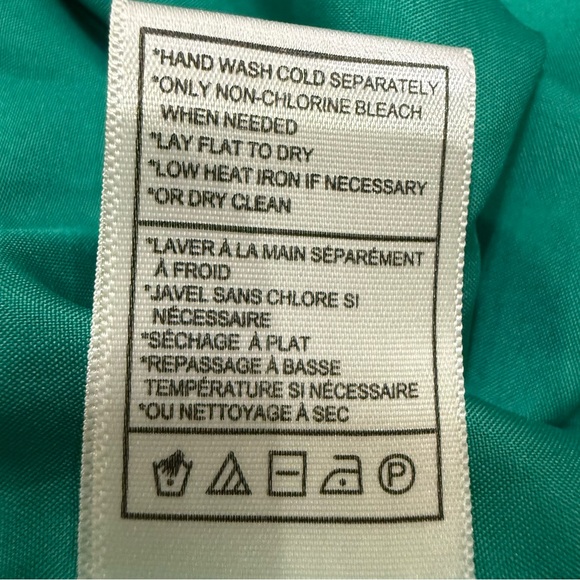 *HAND WASH COLD SEPARATELY
*ONLY NON-CHLORINE BLEACH
WHEN NEEDED
*LAY FLAT TO DRY
*LOW HEAT IRON IF NECESSARY
*OR DRY CLEAN
*LAVER À LA MAIN SÉPARÉMENT
À FROID
*JAVEL SANS CHLORE SI
NÉCESSAIRE
*SÉCHAGE À PLAT
*REPASSAGE À BASSE
TEMPÉRATURE SI NÉCESSAIRE
*OU NETTOYAGE À SEC
P